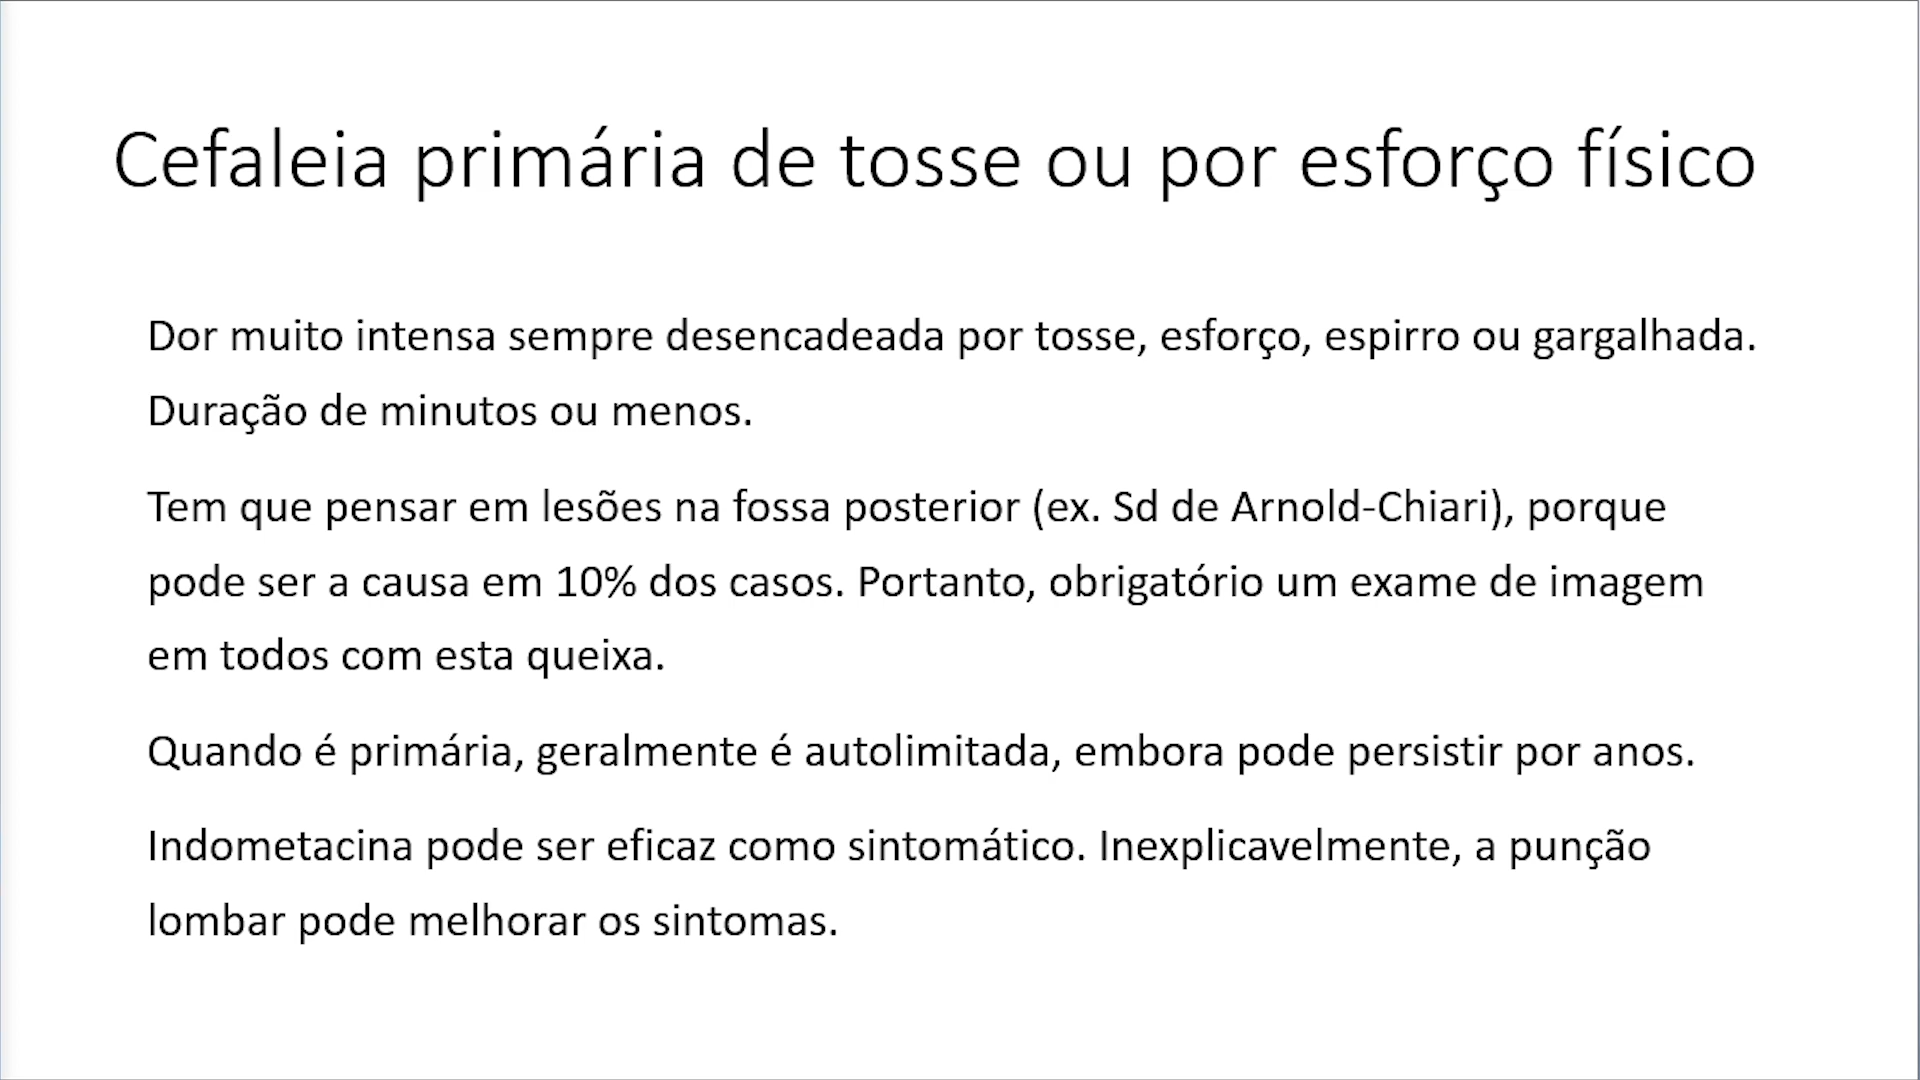 Cefaleia primária de tosse ou por esforço físico
Dor muito intensa sempre desencadeada por tosse, esforço, espirro ou gargalhada.
Duração de minutos ou menos.
Tem que pensar em lesões na fossa posterior (ex. Sd de Arnold-Chiari), porque
pode ser a causa em 10% dos casos. Portanto, obrigatório um exame de imagem
em todos com esta queixa.
Quando é primária, geralmente é autolimitada, embora pode persistir por anos.
Indometacina pode ser eficaz como sintomático. Inexplicavelmente, a punção
lombar pode melhorar os sintomas.